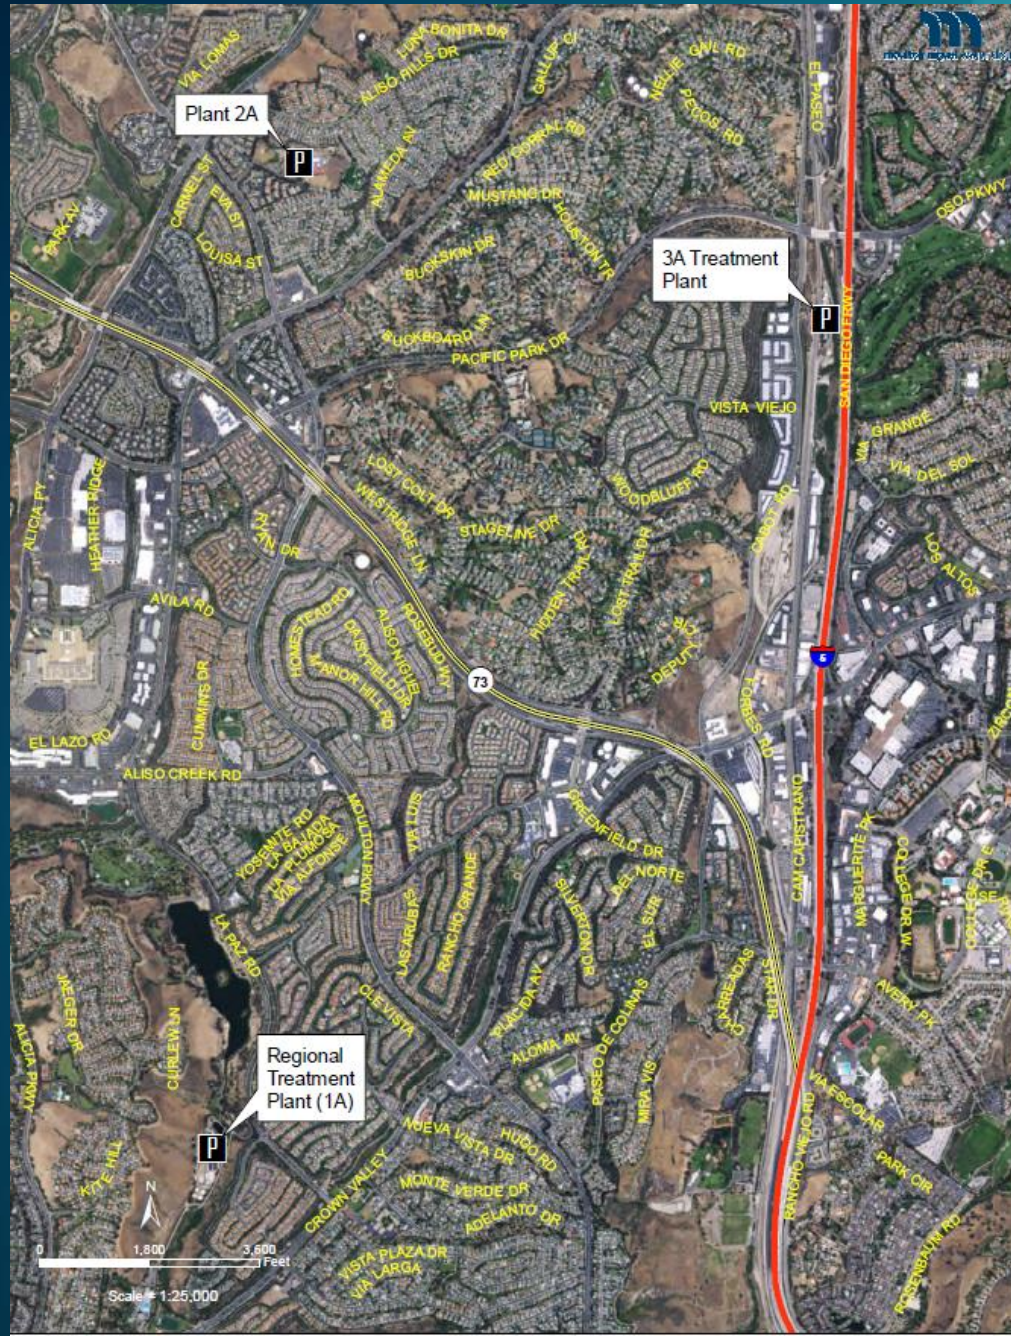 LUNA BONITA DR
VIA LOMAS
ALISO HILLS DR
GALLUP CI
NELLIE
GAIL RD
EL PASEO
PECOS RD
Plant 2A
P
RED CORRAL RD
ALAMEDA AV
CARMEL ST
EVA ST
MUSTANG DR
PARK AV
LOUISA ST
HOUSTON TR
OSO PKWY
BUCKSKIN DR
3A Treatment
Plant
P
SAN DIEGO FRWY
BUCKBOARD LN
PACIFIC PARK DR
VISTA VIEJO
VIA GRANDE
VIA DEL SOL
LOST COLT DR
WESTRIDGE LN
WOODBLUFF RD
ALICIA PY
HEATHER RIDGE
RYAN DR
STAGELINE DR
CABOT RD
LOS ALTOS
HIDDEN TRAIL DR
LOST TRAIL DR
AVILA RD
HOMESTEAD RD
DAISYFIELD DR
MANOR HILL RD
ALISO NIGUEL
ROSEBUD WY
DEPUTY CIR
5
73
CUMMINS DR
FORBES RD
EL LAZO RD
ALISO CREEK RD
YOSEMITE RD
LA BAJADA
LA PLUMOSA
VIA ALFONSE
MOULTON PKWY
VIA LUIS
GREENFIELD DR
CAM CAPISTRANO
MARGUERITE PK
COLLEGE DR W
COLLEGE DR E
DEL NORTE
SILVERTON DR
EL SUR
LAS ARUBAS
RANCHO GRANDE
LA PAZ RD
STAR DR
CHARREADAS
JAEGER DR
CLEVISTA
PLACIDA AV
PASEO DE COLINAS
AVERY PK
ALICIA PKWY
CURLEW LN
ALOMA AV
MIRA VIS
Regional
Treatment
Plant (1A)
P
VIA ESCOLAR
RANCHO VIEJO RD
NUEVA VISTA DR
HUGO RD
PARK CIR
KITE HILL
CROWN VALLEY
MONTE VERDE DR
ADELANTO DR
ROSENBAUM RD
N
VISTA PLAZA DR
VIA LARGA
0 1,800 3,600
Feet
Scale = 1:25,000